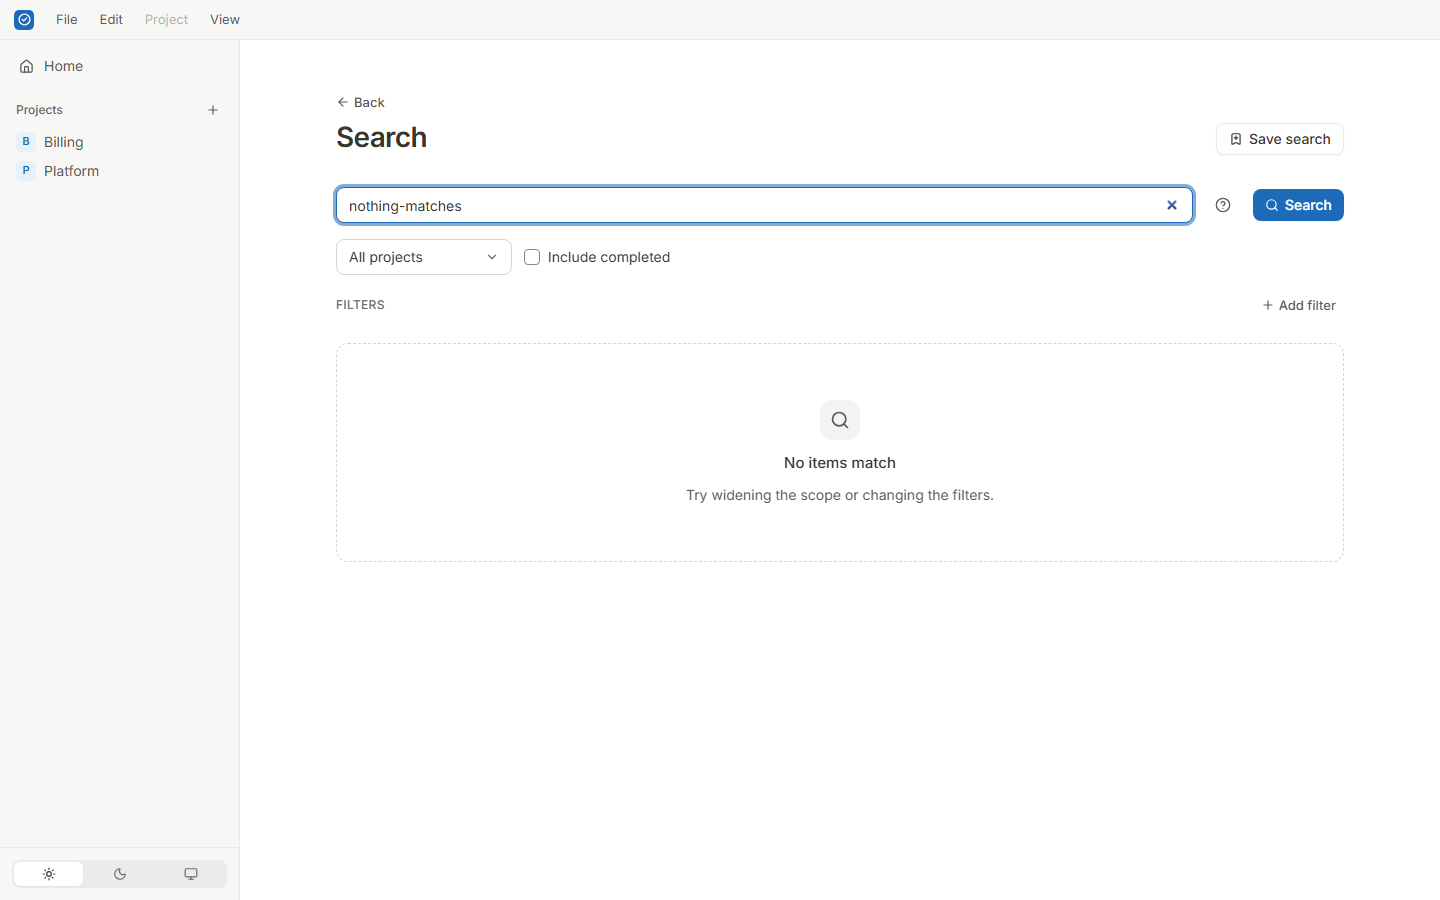 File Edit Project View
Home
Projects
B Billing
P Platform
Back
Search
Save search
nothing-matches
Search
All projects
Include completed
FILTERS
Add filter
No items match
Try widening the scope or changing the filters.